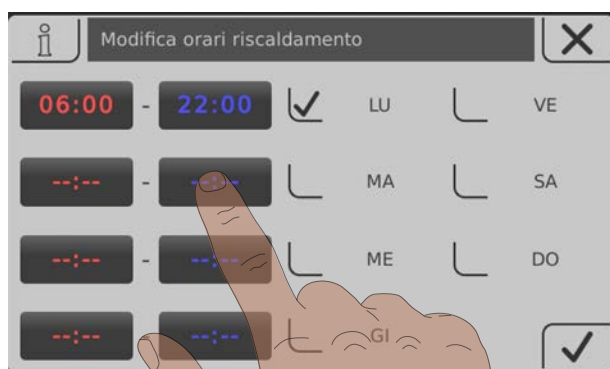 Modifica orari riscaldamento
06:00 - 22:00 LU VE
--:-- - --:-- MA SA
--:-- - --:-- ME DO
--:-- - --:-- GI